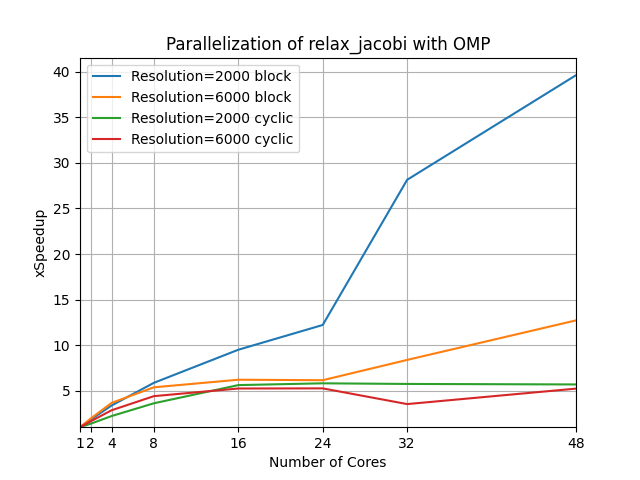 Parallelization of relax_jacobi with OMP
Resolution=2000 block
Resolution=6000 block
Resolution=2000 cyclic
Resolution=6000 cyclic
xSpeedup
40
35
30
25
20
15
10
5
1 2 4 8 16 24 32 48
Number of Cores